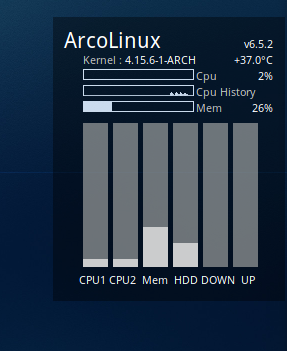 ArcoLinux v6.5.2
Kernel : 4.15.6-1-ARCH +37.0°C
Cpu 2%
Cpu History
Mem 26%
CPU1 CPU2 Mem HDD DOWN UP